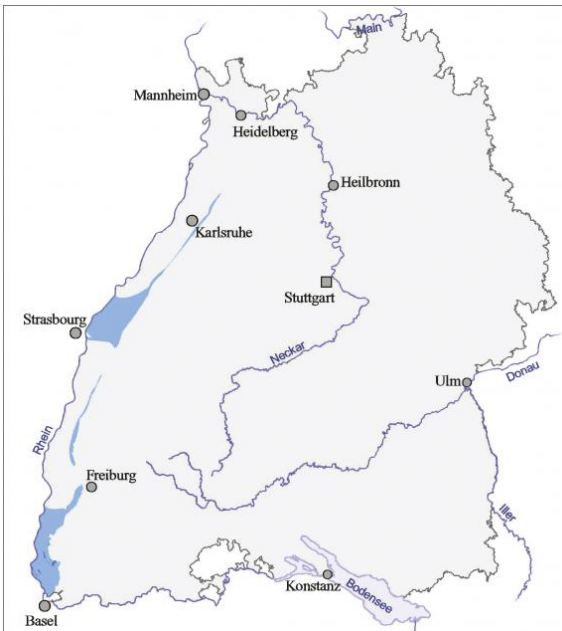 Main
Mannheim
Heidelberg
Heilbronn
Karlsruhe
Stuttgart
Strasbourg
Neckar
Donau
Ulm
Rhein
Freiburg
Iller
Konstanz
Bodensee
Basel